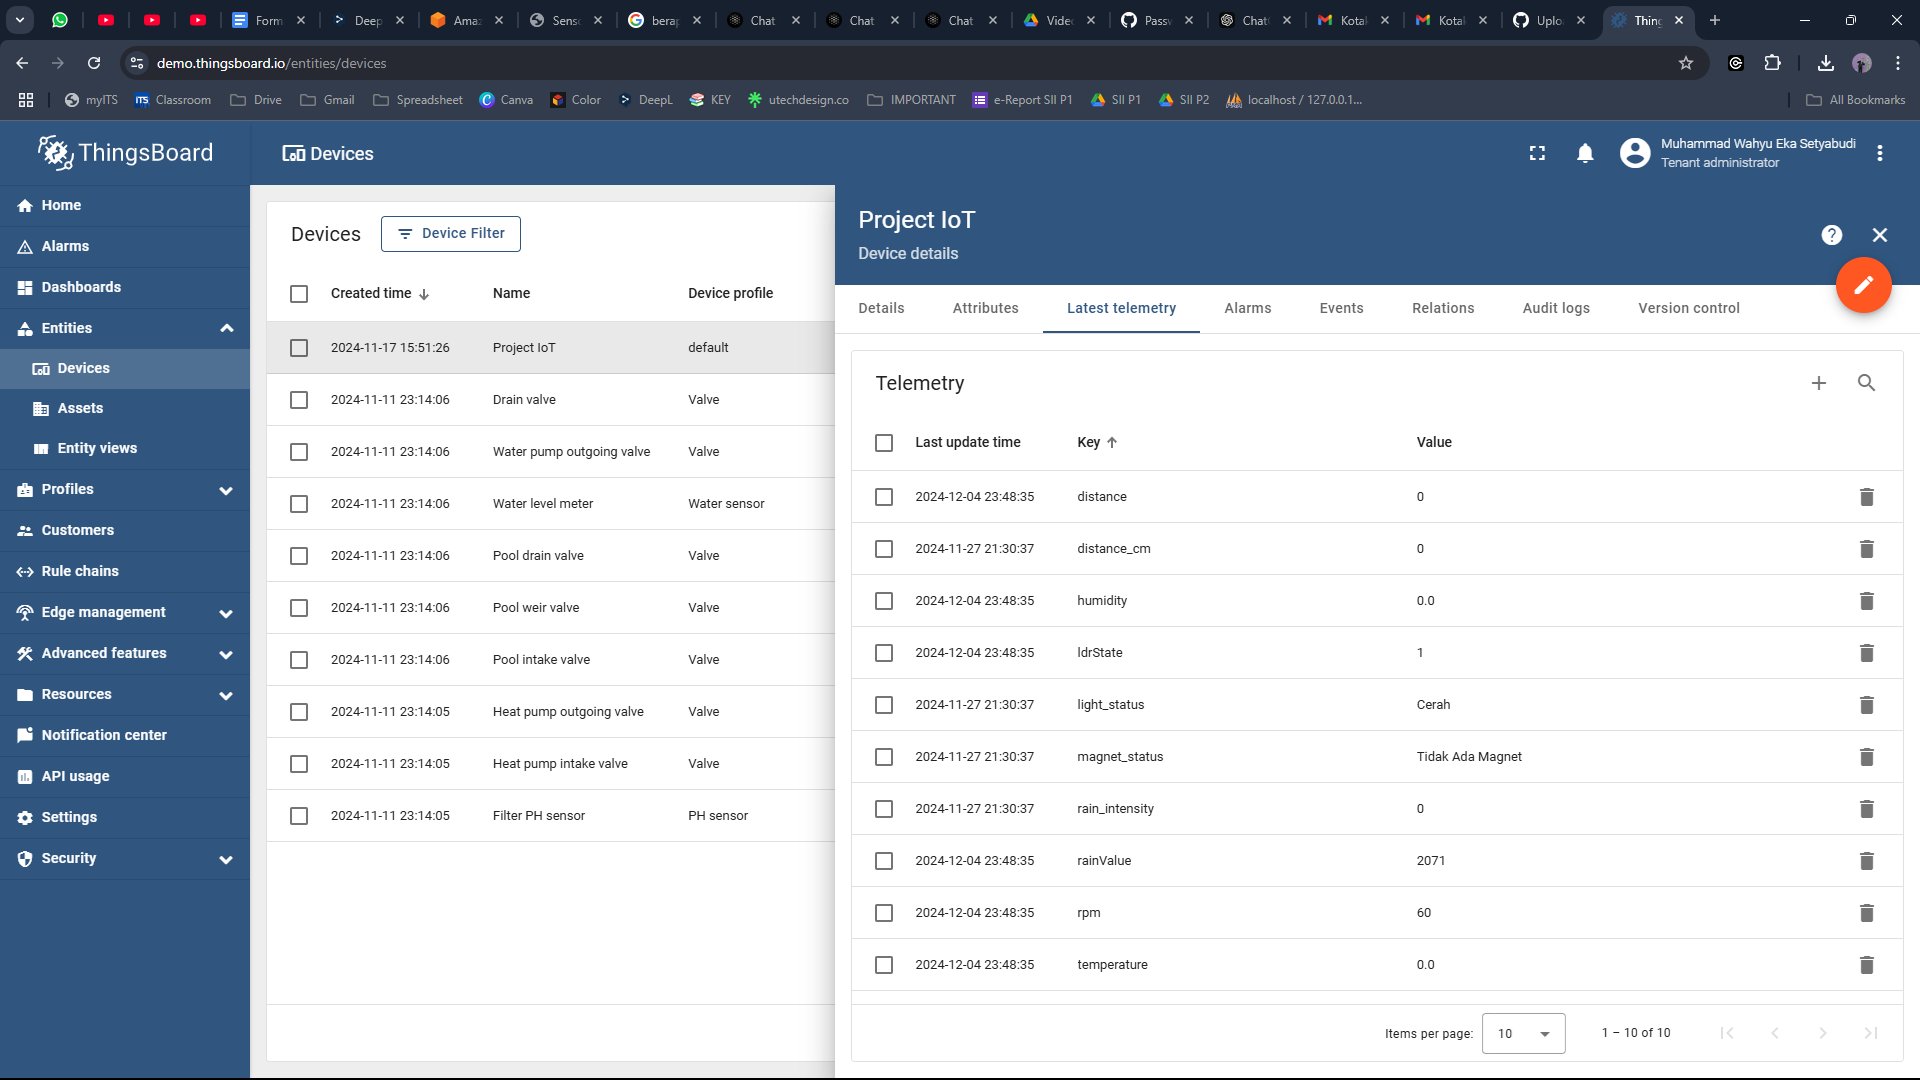 Form
Deep
Amaz
Senso
berap
Chat
Chat
Chat
Video
Passw
Chat
Kotak
Kotak
Uplo
Thing
demo.thingsboard.io/entities/devices
myITS
ITS Classroom
Drive
Gmail
Spreadsheet
Canva
Color
DeepL
KEY
utechdesign.co
IMPORTANT
e-Report SII P1
SII P1
SII P2
localhost / 127.0.0.1...
All Bookmarks
ThingsBoard
Devices
Muhammad Wahyu Eka Setyabudi
Tenant administrator
Home
Alarms
Dashboards
Entities
Devices
Assets
Entity views
Profiles
Customers
Rule chains
Edge management
Advanced features
Resources
Notification center
API usage
Settings
Security
Devices
Device Filter
Created time Name Device profile
2024-11-17 15:51:26 Project IoT default
2024-11-11 23:14:06 Drain valve Valve
2024-11-11 23:14:06 Water pump outgoing valve Valve
2024-11-11 23:14:06 Water level meter Water sensor
2024-11-11 23:14:06 Pool drain valve Valve
2024-11-11 23:14:06 Pool weir valve Valve
2024-11-11 23:14:06 Pool intake valve Valve
2024-11-11 23:14:05 Heat pump outgoing valve Valve
2024-11-11 23:14:05 Heat pump intake valve Valve
2024-11-11 23:14:05 Filter PH sensor PH sensor
Project IoT
Device details
Details
Attributes
Latest telemetry
Alarms
Events
Relations
Audit logs
Version control
Telemetry
Last update time Key Value
2024-12-04 23:48:35 distance 0
2024-11-27 21:30:37 distance_cm 0
2024-12-04 23:48:35 humidity 0.0
2024-12-04 23:48:35 ldrState 1
2024-11-27 21:30:37 light_status Cerah
2024-11-27 21:30:37 magnet_status Tidak Ada Magnet
2024-11-27 21:30:37 rain_intensity 0
2024-12-04 23:48:35 rainValue 2071
2024-12-04 23:48:35 rpm 60
2024-12-04 23:48:35 temperature 0.0
Items per page: 10 1 – 10 of 10